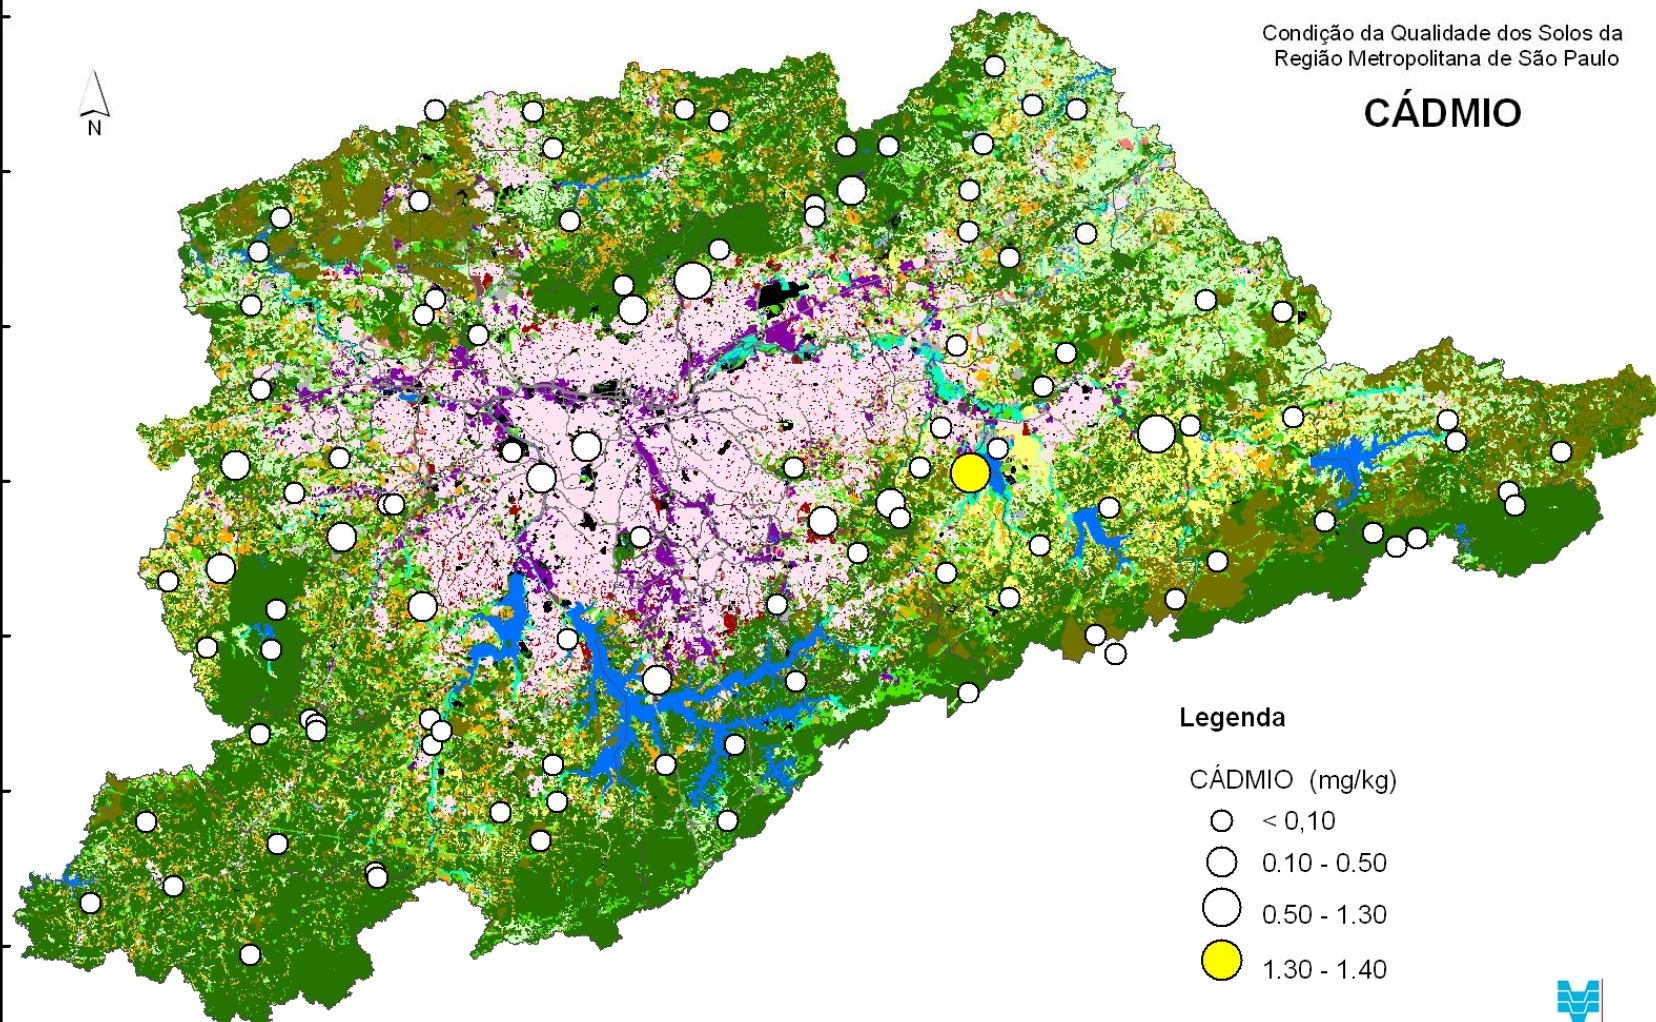 Condição da Qualidade dos Solos da
Região Metropolitana de São Paulo
CÁDMIO
N
Legenda
CÁDMIO (mg/kg)
< 0,10
0.10 - 0.50
0.50 - 1.30
1.30 - 1.40